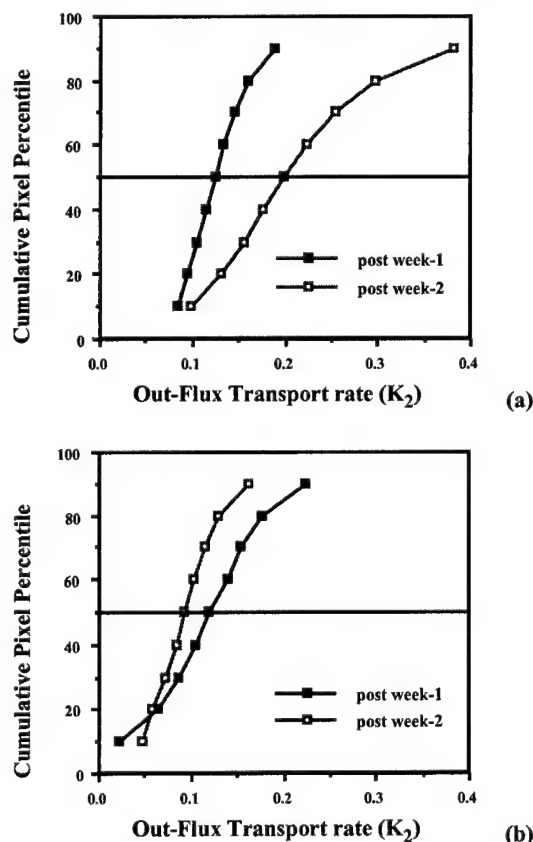 100
80
60
40
20
0
Cumulative Pixel Percentile
post week-1
post week-2
0.0 0.1 0.2 0.3 0.4
Out-Flux Transport rate (K2)
(a)
100
80
60
40
20
0
Cumulative Pixel Percentile
post week-1
post week-2
0.0 0.1 0.2 0.3 0.4
Out-Flux Transport rate (K2)
(b)